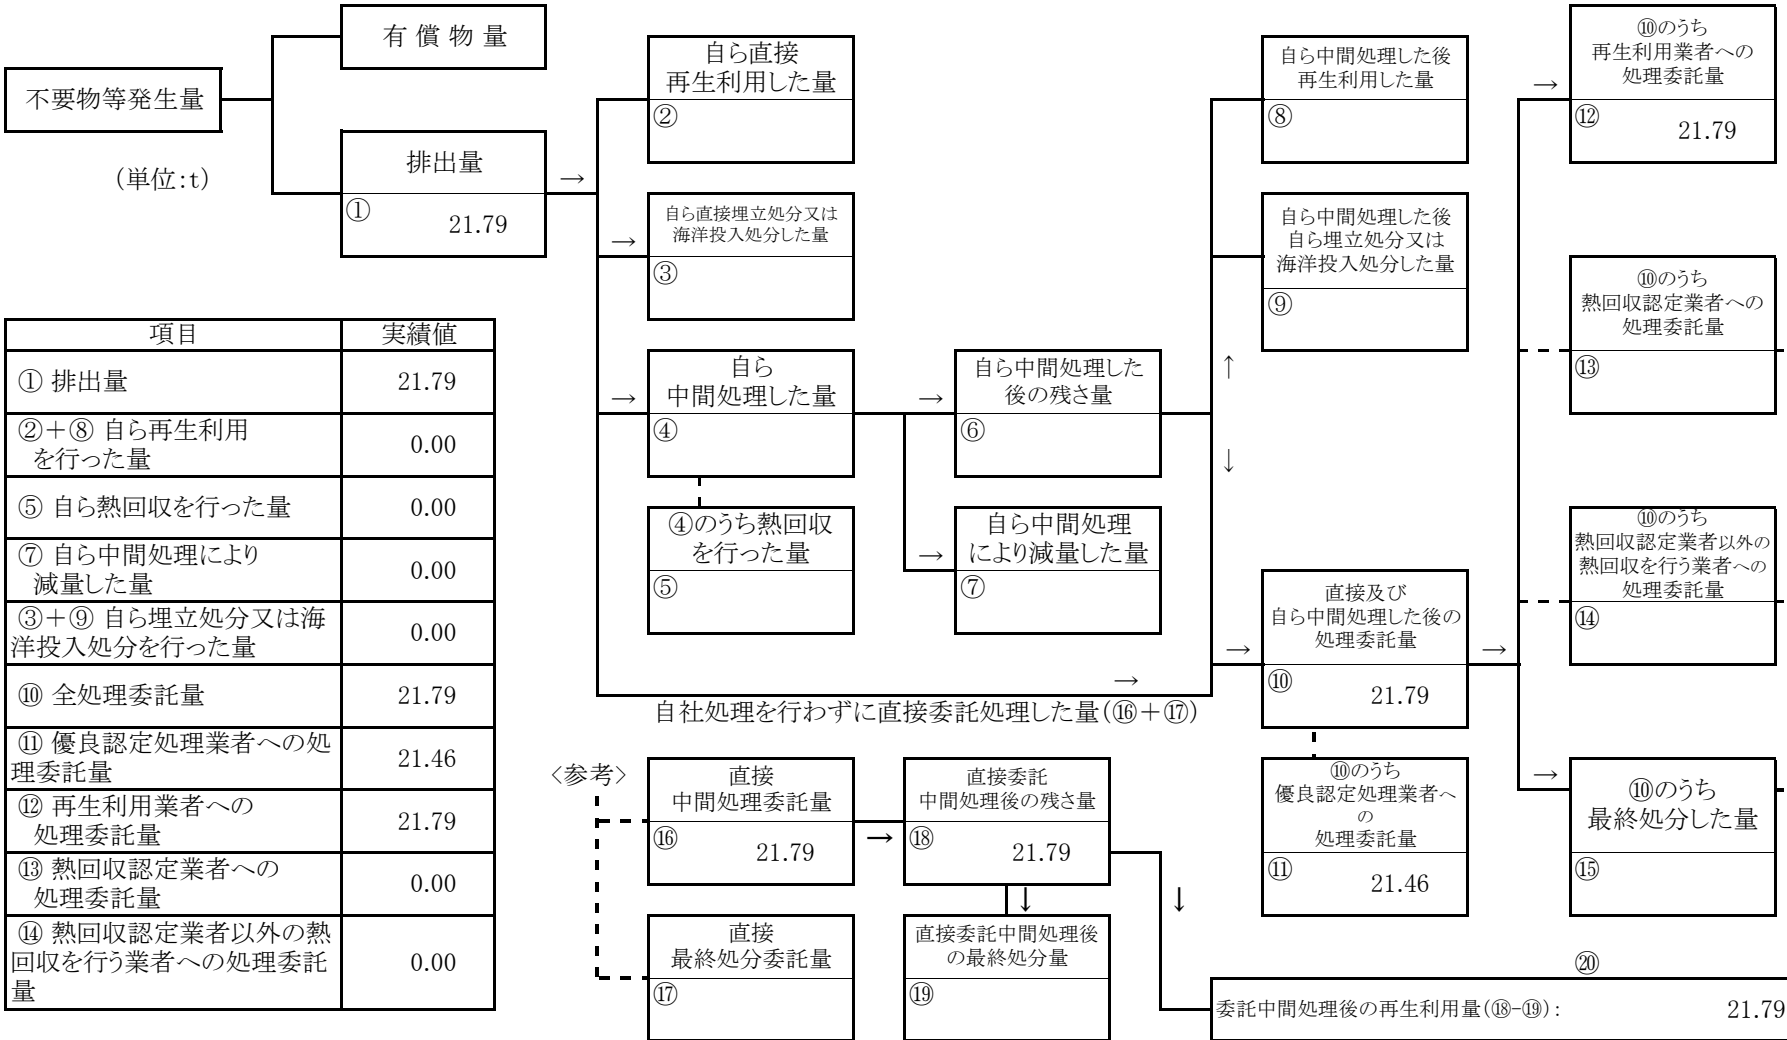 不要物等発生量
(単位:t)
有 償 物 量
排出量
①
21.79
→
自ら直接
再生利用した量
②
→
自ら直接埋立処分又は
海洋投入処分した量
③
→
自ら
中間処理した量
④
④のうち熱回収
を行った量
⑤
→
自ら中間処理した
後の残さ量
⑥
→
自ら中間処理
により減量した量
⑦
自ら中間処理した後
再生利用した量
⑧
自ら中間処理した後
自ら埋立処分又は
海洋投入処分した量
⑨
↑
↓
→
自社処理を行わずに直接委託処理した量(⑯+⑰)
→
直接及び
自ら中間処理した後の
処理委託量
⑩
21.79
⑩のうち
優良認定処理業者へ
の
処理委託量
⑪
21.46
→
→
⑩のうち
再生利用業者への
処理委託量
⑫
21.79
⑩のうち
熱回収認定業者への
処理委託量
⑬
⑩のうち
熱回収認定業者以外の
熱回収を行う業者への
処理委託量
⑭
→
⑩のうち
最終処分した量
⑮
項目 実績値
① 排出量 21.79
②+⑧ 自ら再生利用
を行った量 0.00
⑤ 自ら熱回収を行った量 0.00
⑦ 自ら中間処理により
減量した量 0.00
③+⑨ 自ら埋立処分又は海
洋投入処分を行った量 0.00
⑩ 全処理委託量 21.79
⑪ 優良認定処理業者への処
理委託量 21.46
⑫ 再生利用業者への
処理委託量 21.79
⑬ 熱回収認定業者への
処理委託量 0.00
⑭ 熱回収認定業者以外の熱
回収を行う業者への処理委託
量 0.00
〈参考〉
直接
中間処理委託量
⑯
21.79
→
直接委託
中間処理後の残さ量
⑱
21.79
↓
↓
直接
最終処分委託量
⑰
直接委託中間処理後
の最終処分量
⑲
⑳
委託中間処理後の再生利用量(⑱-⑲): 21.79